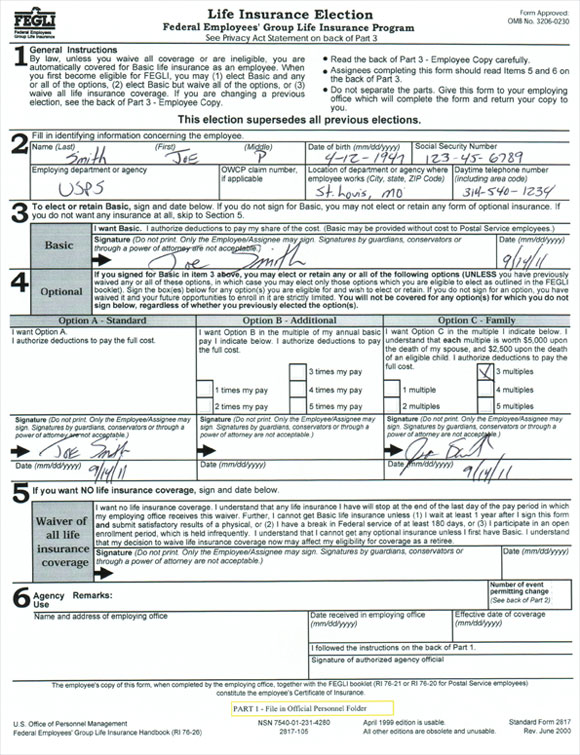 FEGLI
Federal Employees'
Group Life Insurance
Life Insurance Election
Federal Employees' Group Life Insurance Program
See Privacy Act Statement on back of Part 3
Form Approved:
OMB No. 3206-0230
1 General Instructions
By law, unless you waive all coverage or are ineligible, you are
automatically covered for Basic life insurance as an employee. When
you first become eligible for FEGLI, you may (1) elect Basic and any
or all of the options, (2) elect Basic but waive all of the options, or (3)
waive all life insurance coverage. If you are changing a previous
election, see the back of Part 3 - Employee Copy.
• Read the back of Part 3 - Employee Copy carefully.
• Assignees completing this form should read Items 5 and 6 on
the back of Part 3.
• Do not separate the parts. Give this form to your employing
office which will complete the form and return your copy to
you.
This election supersedes all previous elections.
2 Fill in identifying information concerning the employee.
Name (Last) (First) (Middle)
Smith JOE P
Date of birth (mm/dd/yyyy)
4-12-1947
Social Security Number
123-45-6789
Employing department or agency
USPS
OWCP claim number,
if applicable
Location of department or agency where
employee works (City, state, ZIP Code)
St. Louis, MO
Daytime telephone number
(including area code)
314-540-1234
3 To elect or retain Basic, sign and date below. If you do not sign for Basic, you may not elect or retain any form of optional insurance. If
you do not want any insurance at all, skip to Section 5.
Basic
I want Basic. I authorize deductions to pay my share of the cost. (Basic may be provided without cost to Postal Service employees.)
Signature (Do not print. Only the Employee/Assignee may sign. Signatures by guardians, conservators or
through a power of attorney are not acceptable.)
Joe Smith
Date (mm/dd/yyyy)
9/14/11
4 Optional
If you signed for Basic in item 3 above, you may elect or retain any or all of the following options (UNLESS you have previously
waived any or all of these options, in which case you may elect only those options which you are eligible to elect as outlined in the FEGLI
booklet). Sign the box(es) below for any option(s) you are eligible for and wish to elect or retain. If you do not sign for an option, you have
waived it and your future opportunities to enroll in it are strictly limited. You will not be covered for any option(s) for which you do not
sign below, regardless of whether you previously elected the option(s).
Option A - Standard
I want Option A.
I authorize deductions to pay the full cost.
Signature (Do not print. Only the Employee/Assignee may
sign. Signatures by guardians, conservators or through a
power of attorney are not acceptable.)
JOE Smith
Date (mm/dd/yyyy)
9/14/11
Option B - Additional
I want Option B in the multiple of my annual basic
pay I indicate below. I authorize deductions to pay
the full cost.
3 times my pay
1 times my pay 4 times my pay
2 times my pay 5 times my pay
Signature (Do not print. Only the Employee/Assignee may
sign. Signatures by guardians, conservators or through a
power of attorney are not acceptable.)
Date (mm/dd/yyyy)
Option C - Family
I want Option C in the multiple I indicate below. I
understand that each multiple is worth $5,000 upon
the death of my spouse, and $2,500 upon the death
of an eligible child. I authorize deductions to pay the
full cost.
3 multiples
1 multiple 4 multiples
2 multiples 5 multiples
Signature (Do not print. Only the Employee/Assignee may
sign. Signatures by guardians, conservators or through a
power of attorney are not acceptable.)
Joe Smith
Date (mm/dd/yyyy)
9/14/11
5 If you want NO life insurance coverage, sign and date below.
Waiver of
all life
insurance
coverage
I want no life insurance coverage. I understand that any life insurance I have will stop at the end of the last day of the pay period in which
my employing office receives this waiver. Further, I cannot get Basic life insurance unless (1) I wait at least 1 year after I sign this form
and submit satisfactory results of a physical, or (2) I have a break in Federal service of at least 180 days, or (3) I participate in an open
enrollment period, which is held infrequently. I understand that I cannot get any optional insurance unless I first have Basic. I understand
that my decision to waive life insurance coverage now may affect my eligibility for coverage as a retiree.
Signature (Do not print. Only the Employee/Assignee may sign. Signatures by guardians, conservators or
through a power of attorney are not acceptable.)
Date (mm/dd/yyyy)
6 Agency
Use
Remarks:
Number of event
permitting change
(See back of Part 2)
Name and address of employing office
Date received in employing office
(mm/dd/yyyy)
Effective date of coverage
(mm/dd/yyyy)
I followed the instructions on the back of Part 1.
Signature of authorized agency official
The employee's copy of this form, when completed by the employing office, together with the FEGLI booklet (RI 76-21 or RI 76-20 for Postal Service employees)
constitute the employee's Certificate of Insurance.
PART 1 - File in Official Personnel Folder
U.S. Office of Personnel Management
Federal Employees' Group Life Insurance Handbook (RI 76-26)
NSN 7540-01-231-4280
2817-105
April 1999 edition is usable.
All other editions are obsolete and unusable.
Standard Form 2817
Rev. June 2000